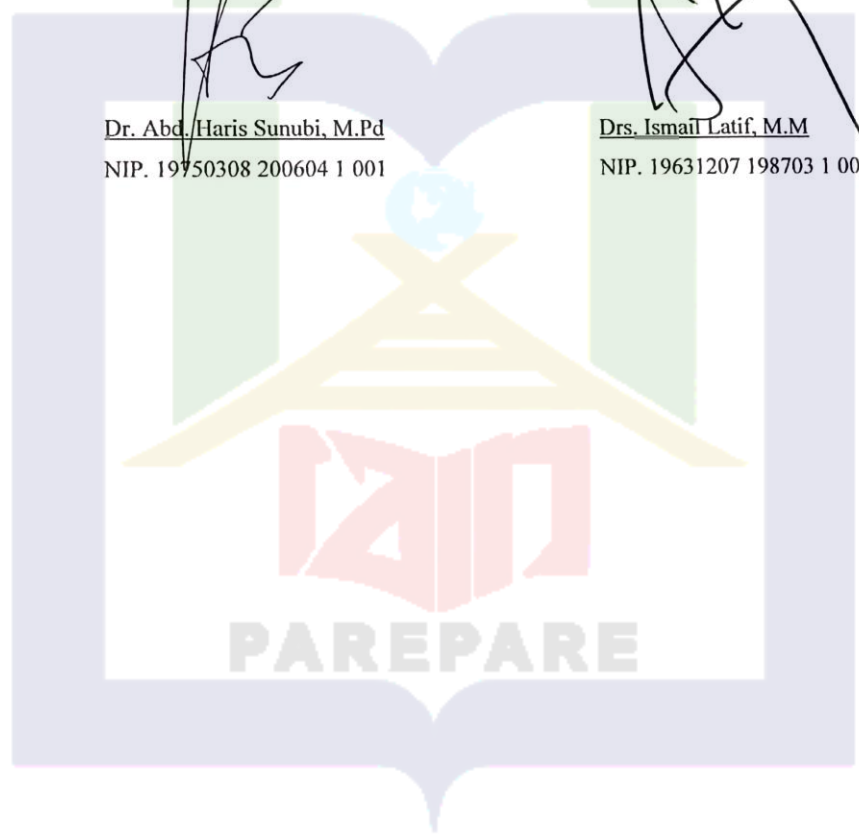 Dr. Abd. Haris Sunubi, M.Pd
NIP. 19750308 200604 1 001
Drs. Ismail Latif, M.M
NIP. 19631207 198703 1 00
iain
PAREPARE